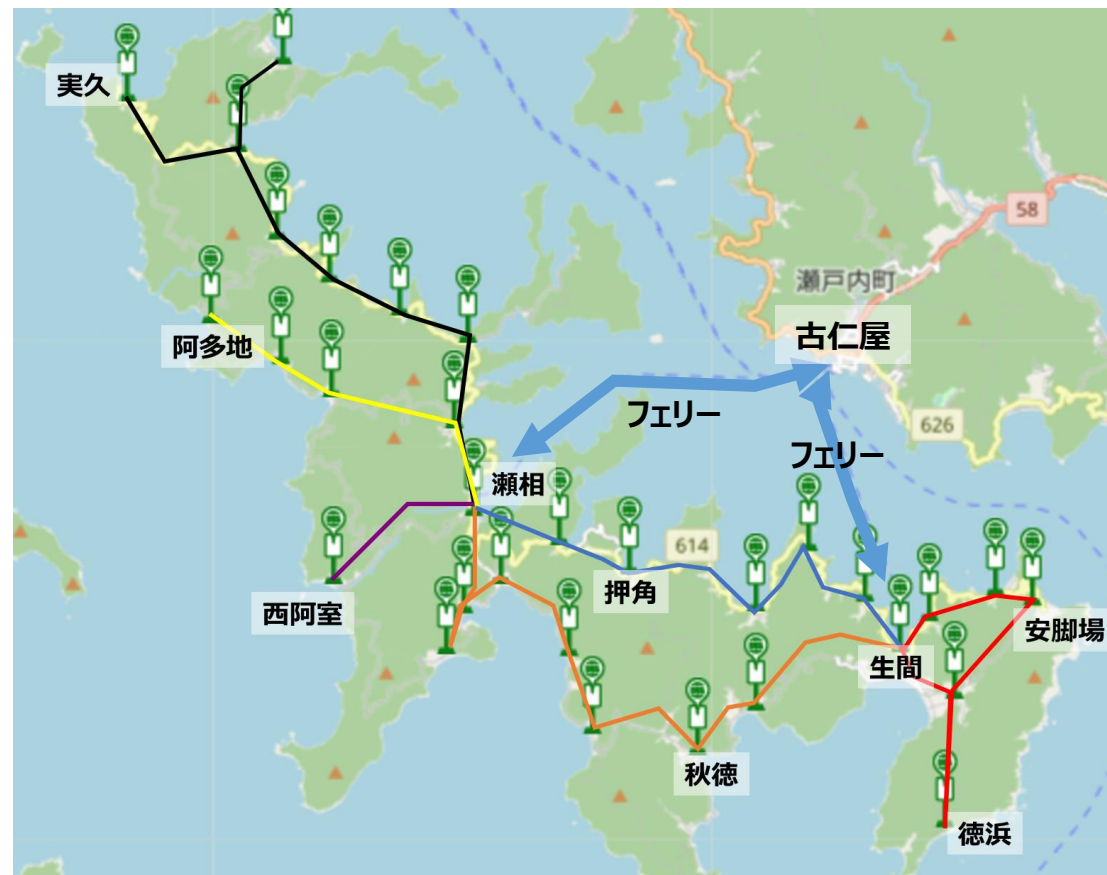 実久
58
瀬戸内町
古仁屋
阿多地
フェリー
626
フェリー
瀬相
614
押角
西阿室
安脚場
生間
秋徳
徳浜